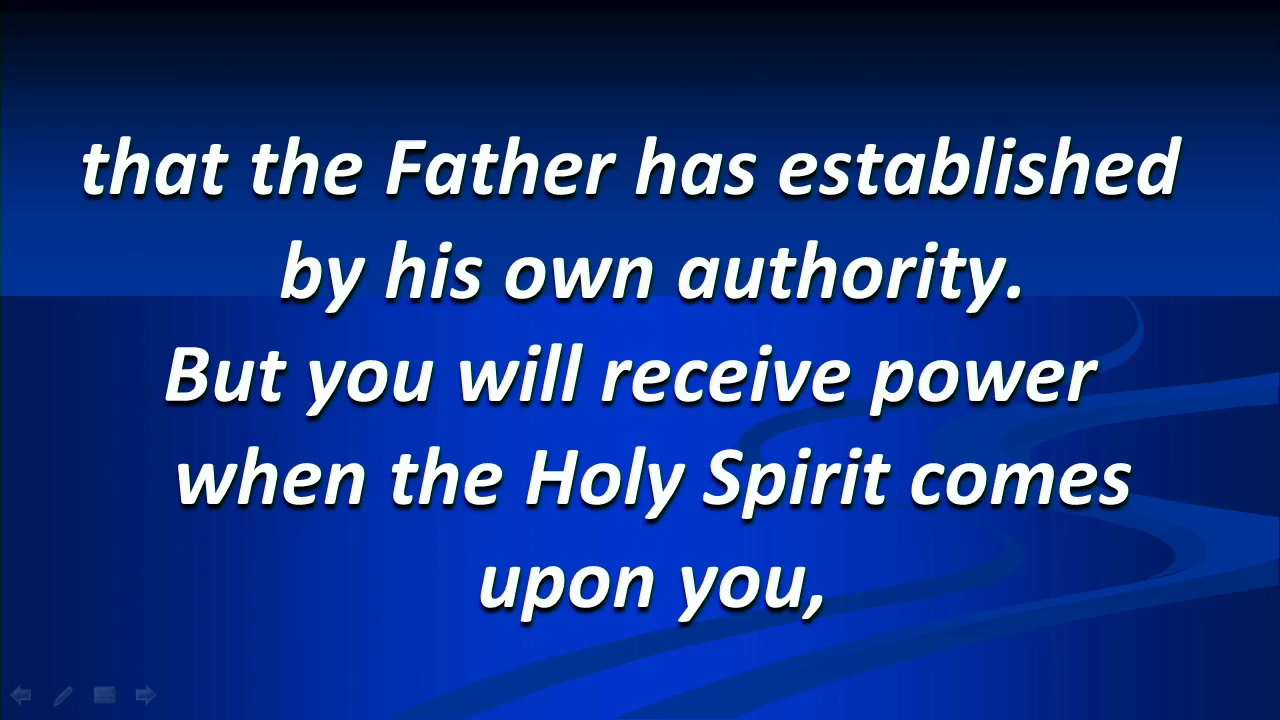 that the Father has established
by his own authority.
But you will receive power
when the Holy Spirit comes
upon you,